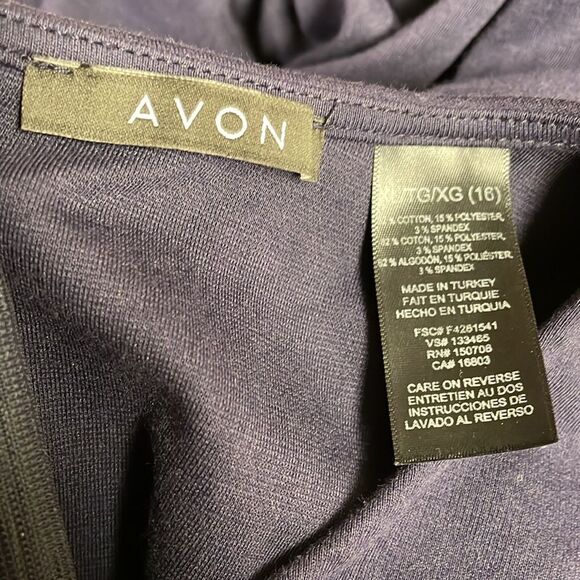 AVON
/TG/XG (16)
% COTTON, 15 % POLYESTER,
3 % SPANDEX
82 % COTON, 15 % POLYESTER,
3 % SPANDEX
82 % ALGODÓN, 15 % POLIÉSTER,
3 % SPANDEX
MADE IN TURKEY
FAIT EN TURQUIE
HECHO EN TURQUIA
FSC# F4281541
VS# 133485
RN# 150708
CA# 16803
CARE ON REVERSE
ENTRETIEN AU DOS
INSTRUCCIONES DE
LAVADO AL REVERSO